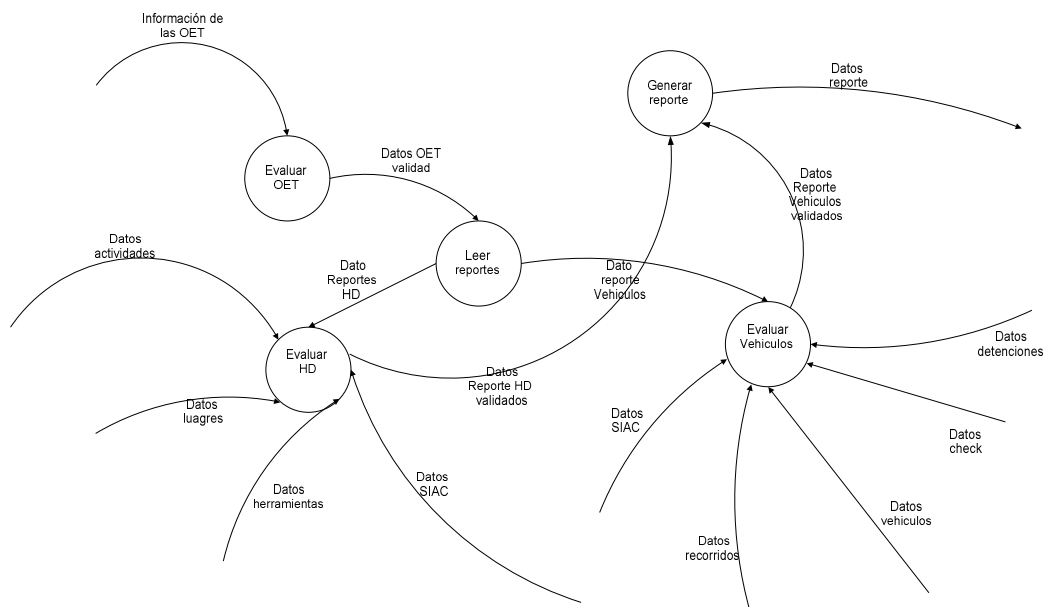 Información de
las OET
Generar
reporte
Datos
reporte
Evaluar
OET
Datos OET
validad
Datos
Reporte
Vehiculos
validados
Datos
actividades
Leer
reportes
Dato
Reportes
HD
Dato
reporte
Vehiculos
Evaluar
HD
Evaluar
Vehiculos
Datos
detenciones
Datos
Reporte HD
validados
Datos
luagres
Datos
SIAC
Datos
check
Datos
herramientas
Datos
SIAC
Datos
vehiculos
Datos
recorridos